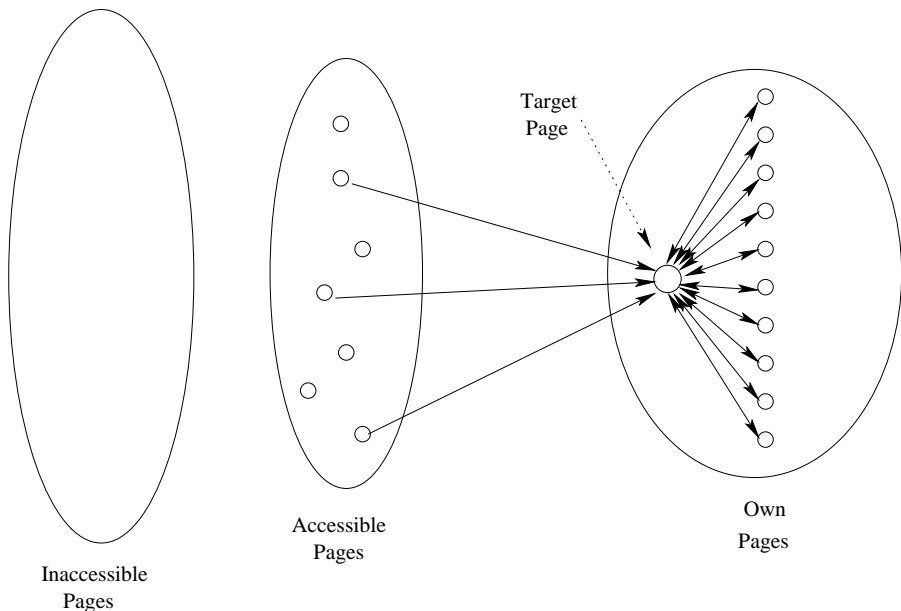 Target
Page
Own
Pages
Accessible
Pages
Inaccessible
Pages